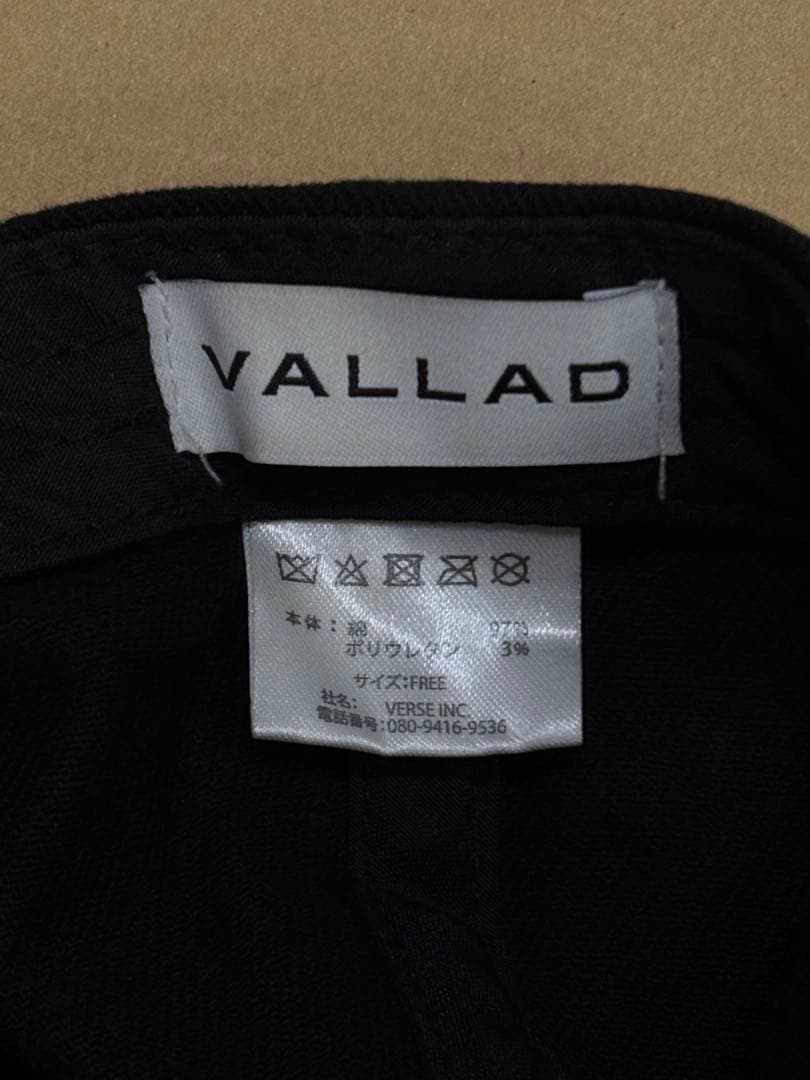 VALLAD
本体：綿 97%
ポリウレタン 3%
サイズ：FREE
社名： VERSE INC.
電話番号：080-9416-9536